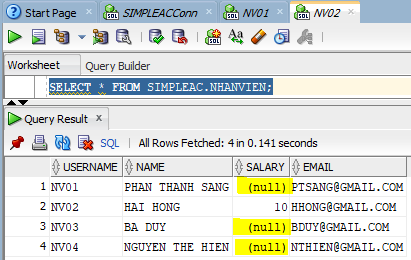 Start Page SIMPLEACConn NV01 NV02
Worksheet Query Builder
SELECT * FROM SIMPLEAC.NHANVIEN;
Query Result
SQL All Rows Fetched: 4 in 0.141 seconds
USERNAME NAME SALARY EMAIL
1 NV01 PHAN THANH SANG (null) PTSANG@GMAIL.COM
2 NV02 HAI HONG 10 HHONG@GMAIL.COM
3 NV03 BA DUY (null) BDUY@GMAIL.COM
4 NV04 NGUYEN THE HIEN (null) NTHIEN@GMAIL.COM